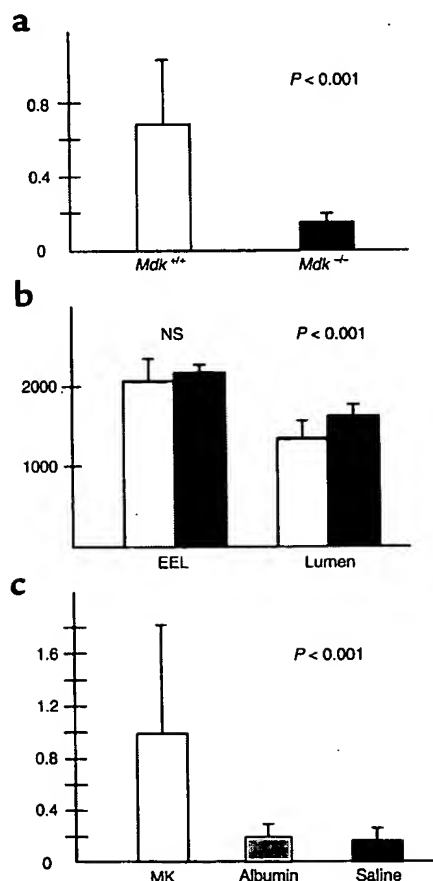 a
P < 0.001
0.8
0.4
0
Mdk +/+ Mdk -/-
b
NS P < 0.001
2000
1000
EEL Lumen
c
1.6
P < 0.001
1.2
0.8
0.4
0
MK Albumin Saline